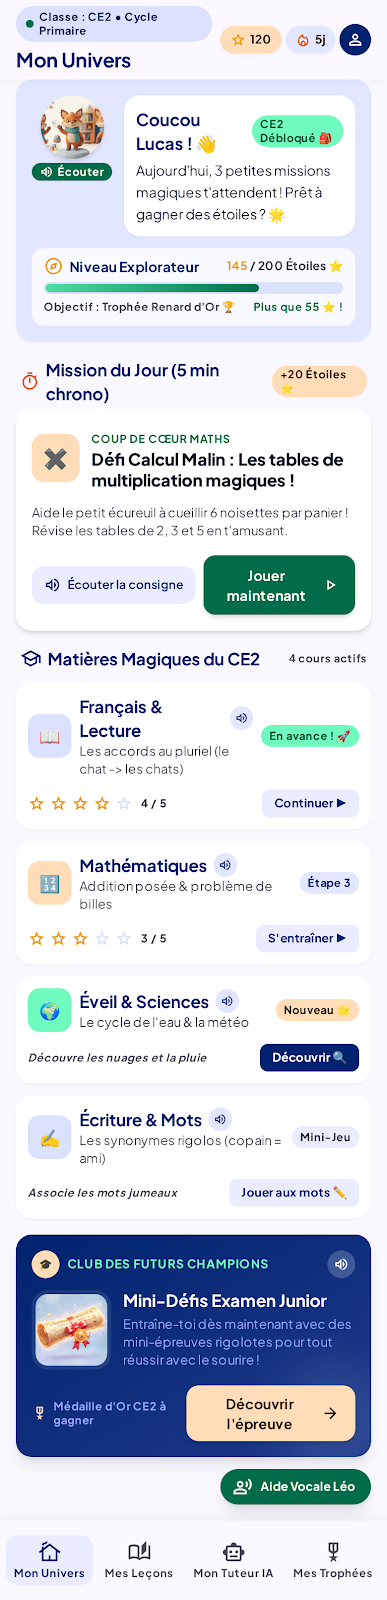 Classe : CE2 • Cycle
Primaire
Mon Univers
120
5j
Coucou
Lucas ! 👋
CE2
Débloqué 🎒
Écouter
Aujourd'hui, 3 petites missions
magiques t'attendent ! Prêt à
gagner des étoiles ? 🌟
Niveau Explorateur
145 / 200 Étoiles ⭐
Objectif : Trophée Renard d'Or 🏆
Plus que 55 ⭐ !
Mission du Jour (5 min
chrono)
+20 Étoiles
⭐
COUP DE CŒUR MATHS
Défi Calcul Malin : Les tables de
multiplication magiques !
Aide le petit écureuil à cueillir 6 noisettes par panier !
Révise les tables de 2, 3 et 5 en t'amusant.
Écouter la consigne
Jouer
maintenant
Matières Magiques du CE2
4 cours actifs
Français &
Lecture
Les accords au pluriel (le
chat -> les chats)
En avance ! 🚀
4 / 5
Continuer ▶
Mathématiques
Addition posée & problème de
billes
Étape 3
3 / 5
S'entraîner ▶
Éveil & Sciences
Le cycle de l'eau & la météo
Nouveau 🌟
Découvre les nuages et la pluie
Découvrir 🔍
Écriture & Mots
Les synonymes rigolos (copain =
ami)
Mini-Jeu
Associe les mots jumeaux
Jouer aux mots ✏️
CLUB DES FUTURS CHAMPIONS
Mini-Défis Examen Junior
Entraîne-toi dès maintenant avec des
mini-épreuves rigolotes pour tout
réussir avec le sourire !
Médaille d'Or CE2 à
gagner
Découvrir
l'épreuve
Aide Vocale Léo
Mon Univers
Mes Leçons
Mon Tuteur IA
Mes Trophées